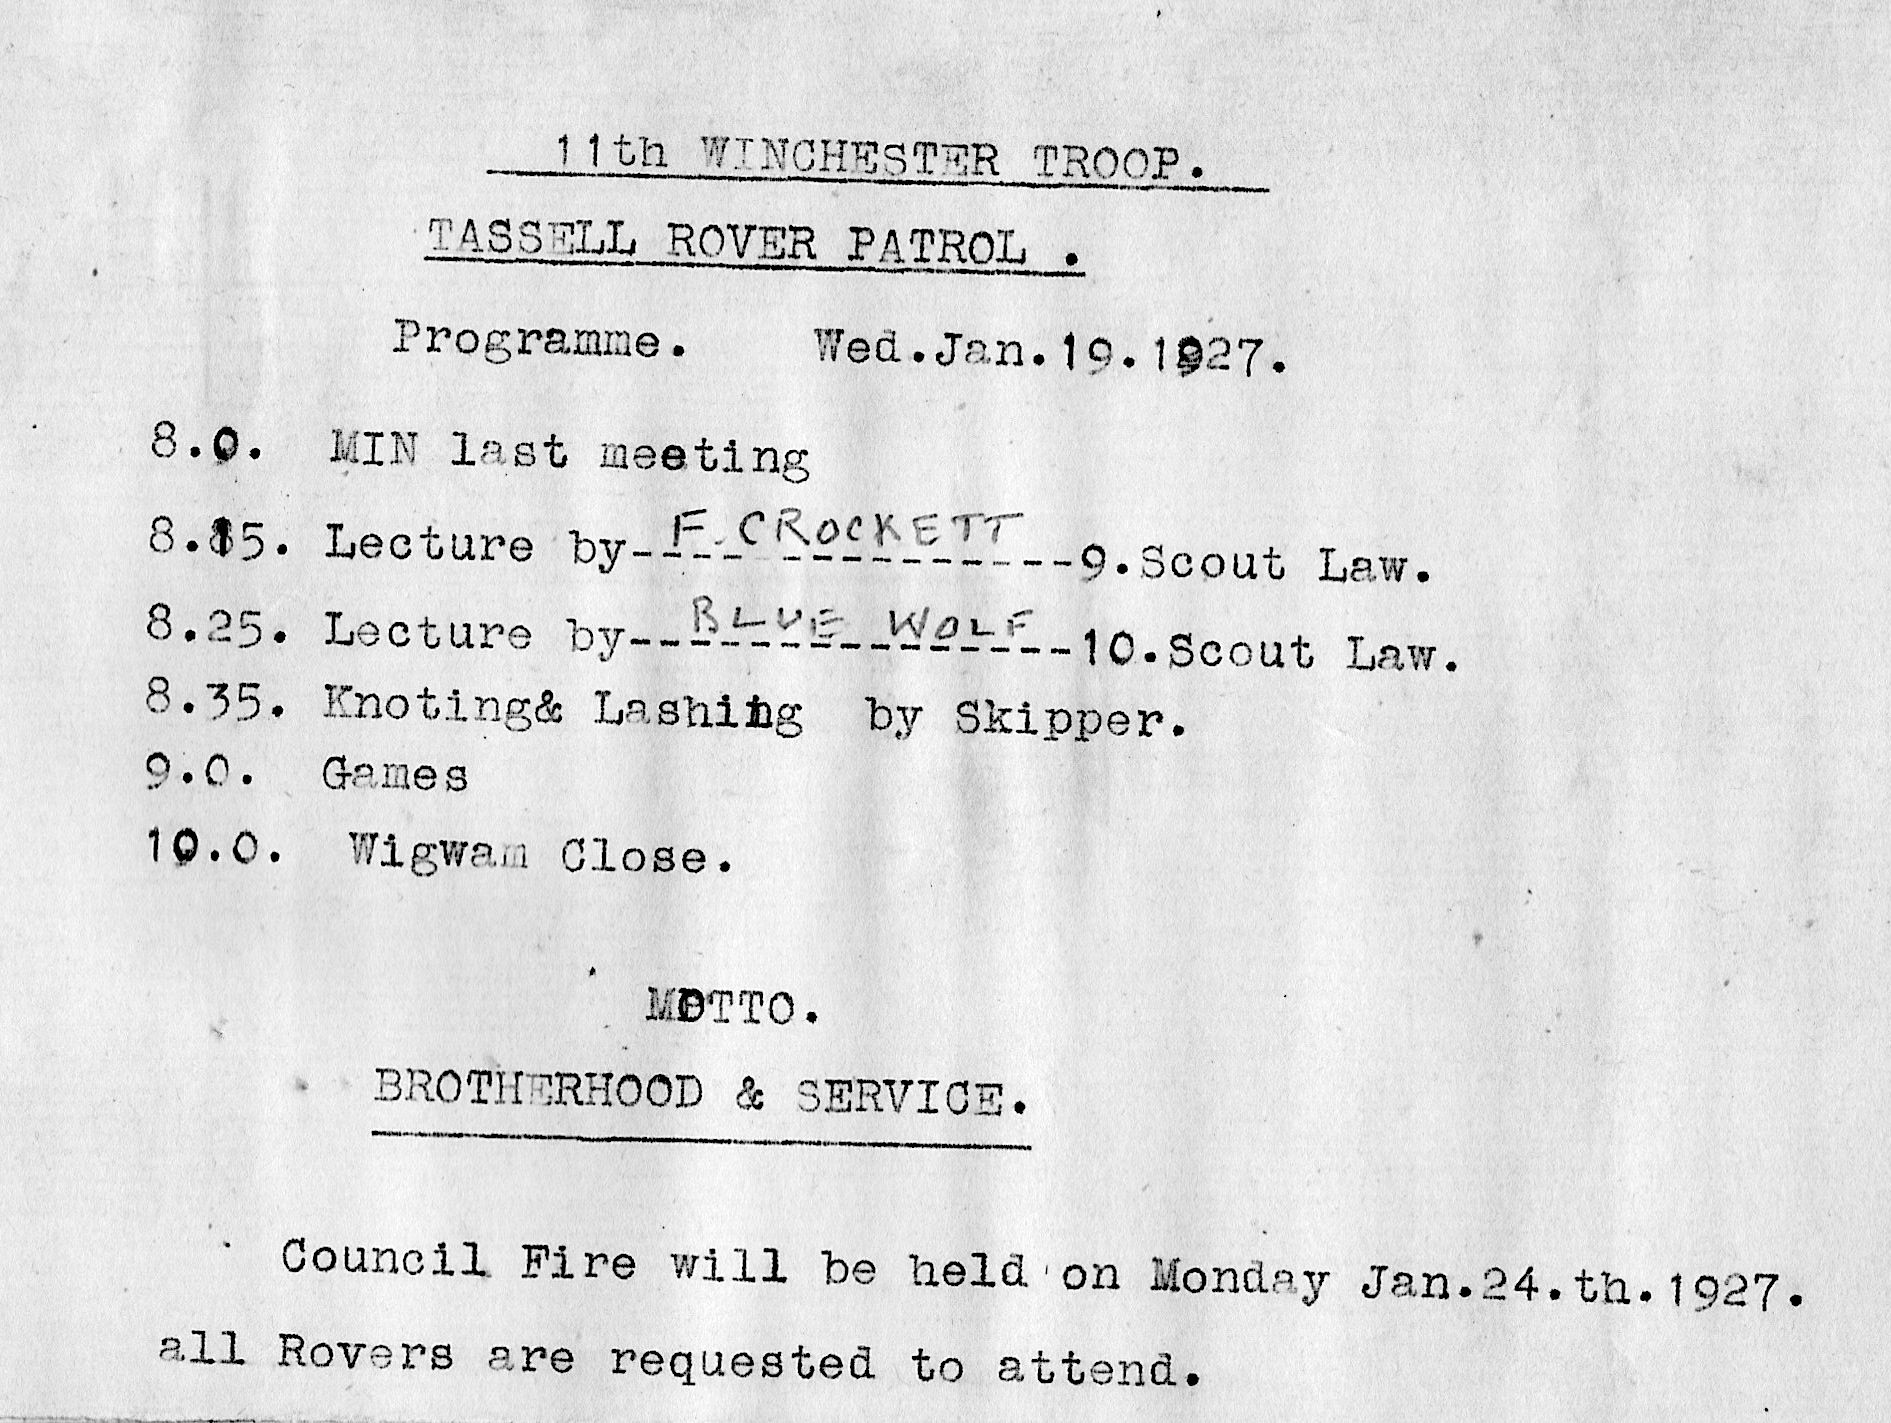 11th WINCHESTER TROOP.
TASSELL ROVER PATROL .
Programme. Wed.Jan.19.1927.
8.0. MIN last meeting
8.15. Lecture by--F. CROCKETT--9.Scout Law.
8.25. Lecture by--BLUE WOLF--10.Scout Law.
8.35. Knoting& Lashing by Skipper.
9.0. Games
10.0. Wigwam Close.
MOTTO.
BROTHERHOOD & SERVICE.
Council Fire will be held on Monday Jan.24.th.1927.
all Rovers are requested to attend.